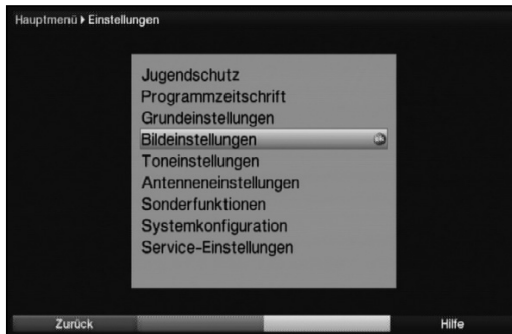 Hauptmenü ▸ Einstellungen
Jugendschutz
Programmzeitschrift
Grundeinstellungen
Bildeinstellungen
Toneinstellungen
Antenneneinstellungen
Sonderfunktionen
Systemkonfiguration
Service-Einstellungen
Zurück
Hilfe